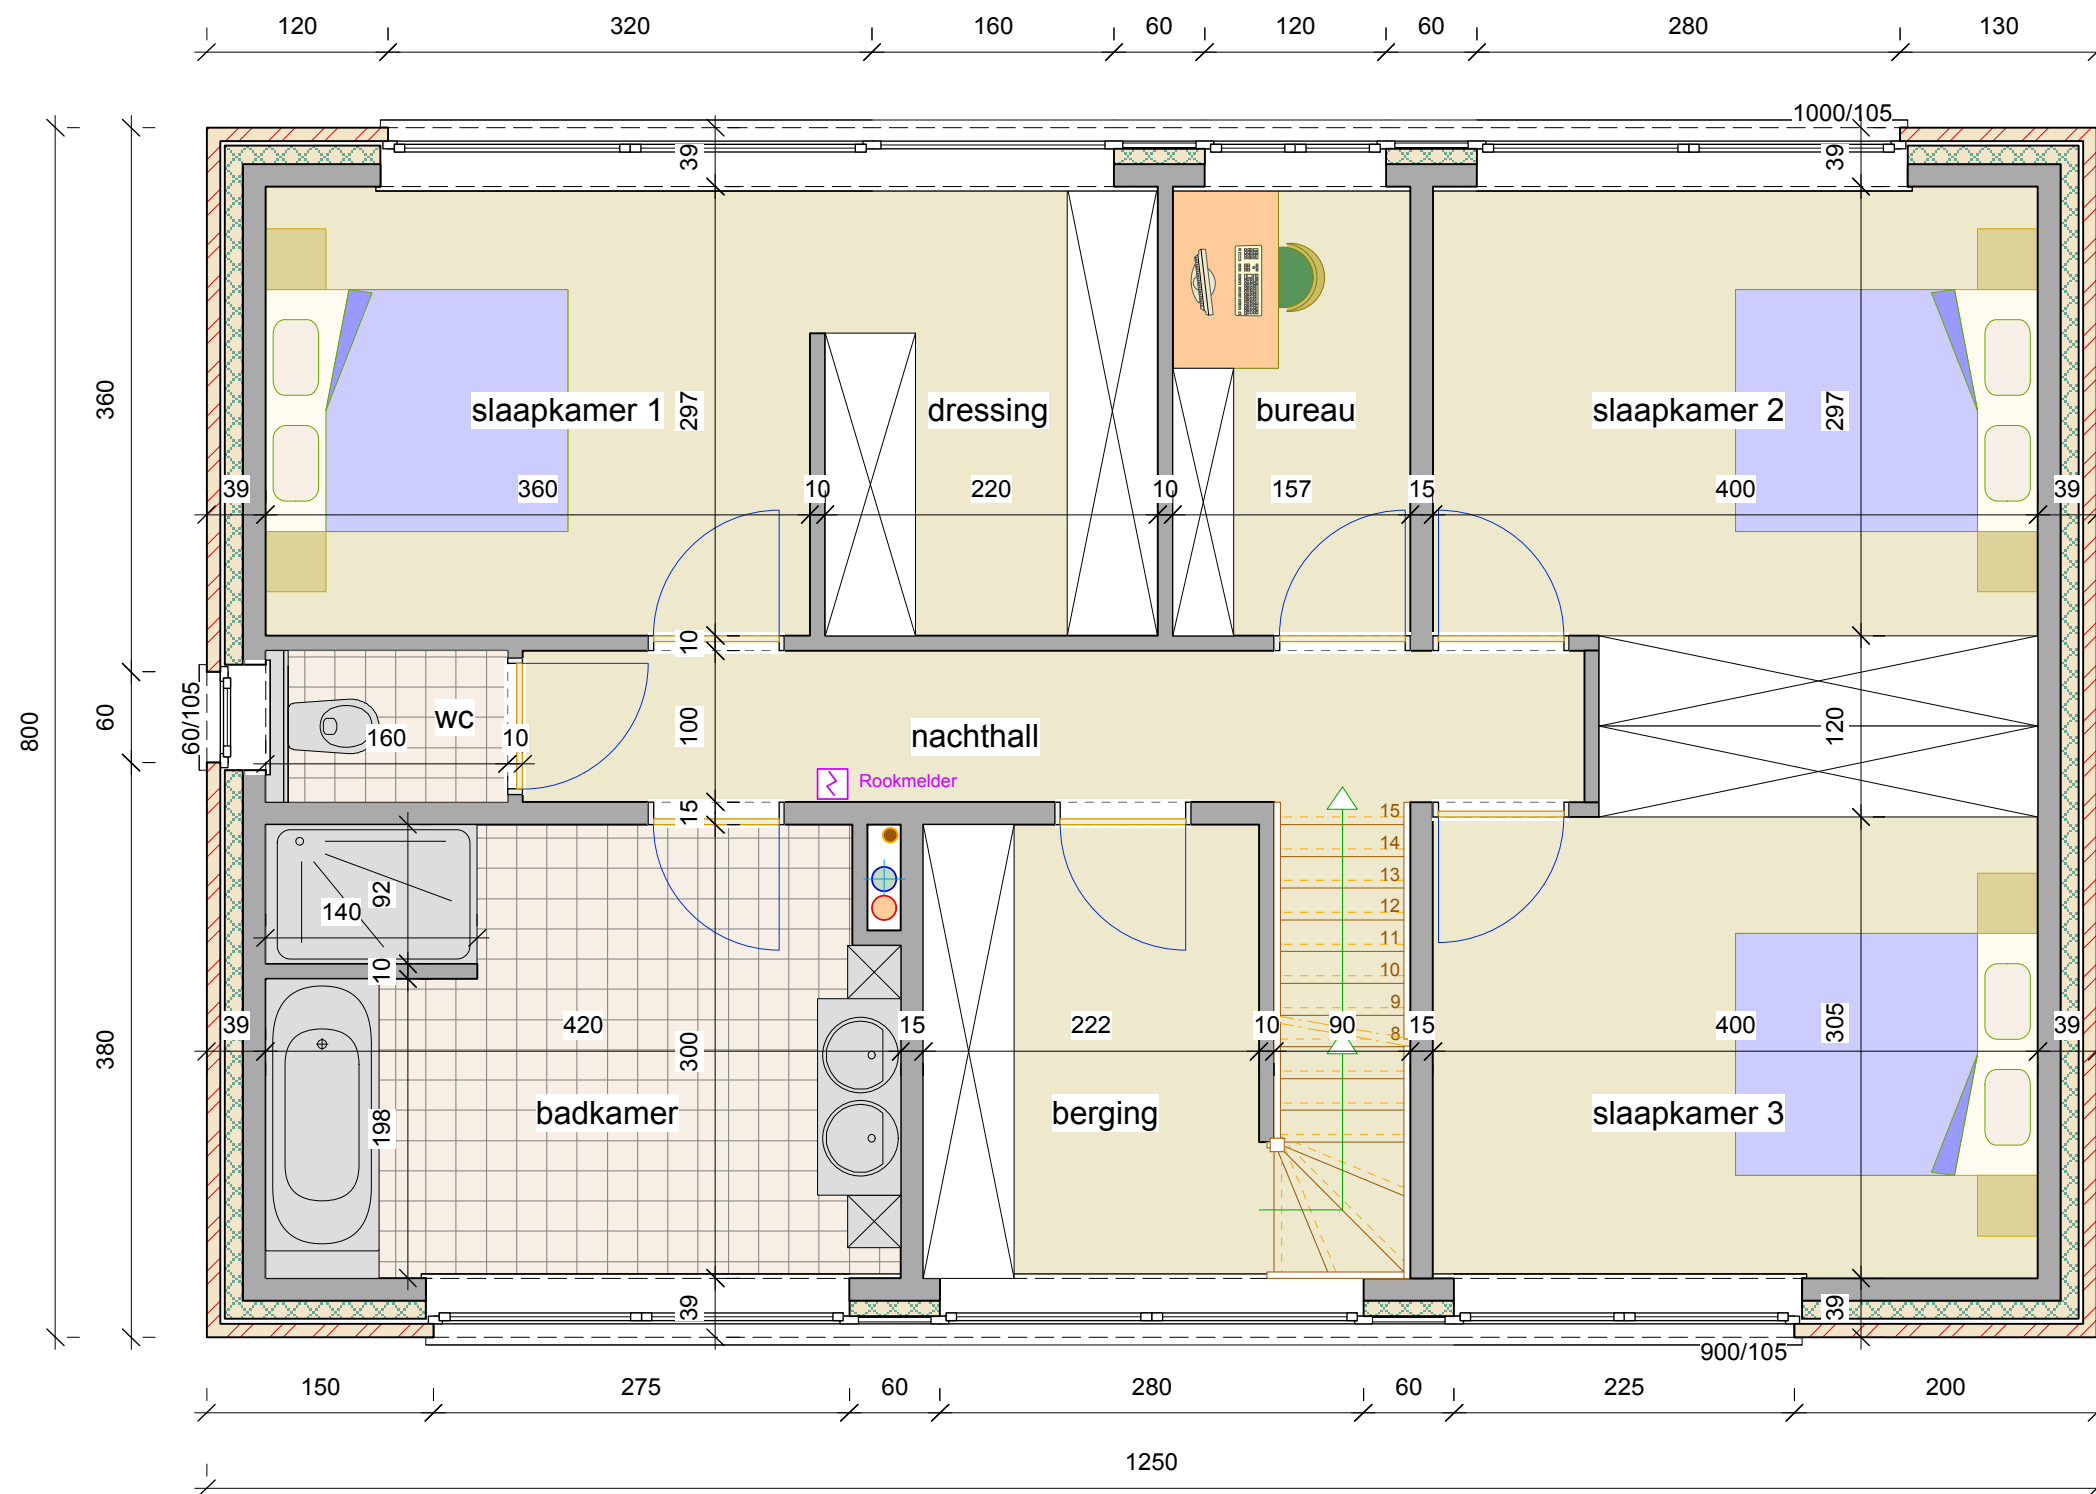 120 320 160 60 120 60 280 130
1000/105
39 39
360
slaapkamer 1 297 dressing bureau slaapkamer 2 297
39 360 10 220 10 157 15 400 39
10
800 60 60/105 160 wc 10 100 nachthall 120
Rookmelder
15 15
14
13
12
11
10
9
8
92
140
10
39 420 300 15 222 10 90 15 400 305 39
380
198 badkamer berging slaapkamer 3
39 39
900/105
150 275 60 280 60 225 200
1250